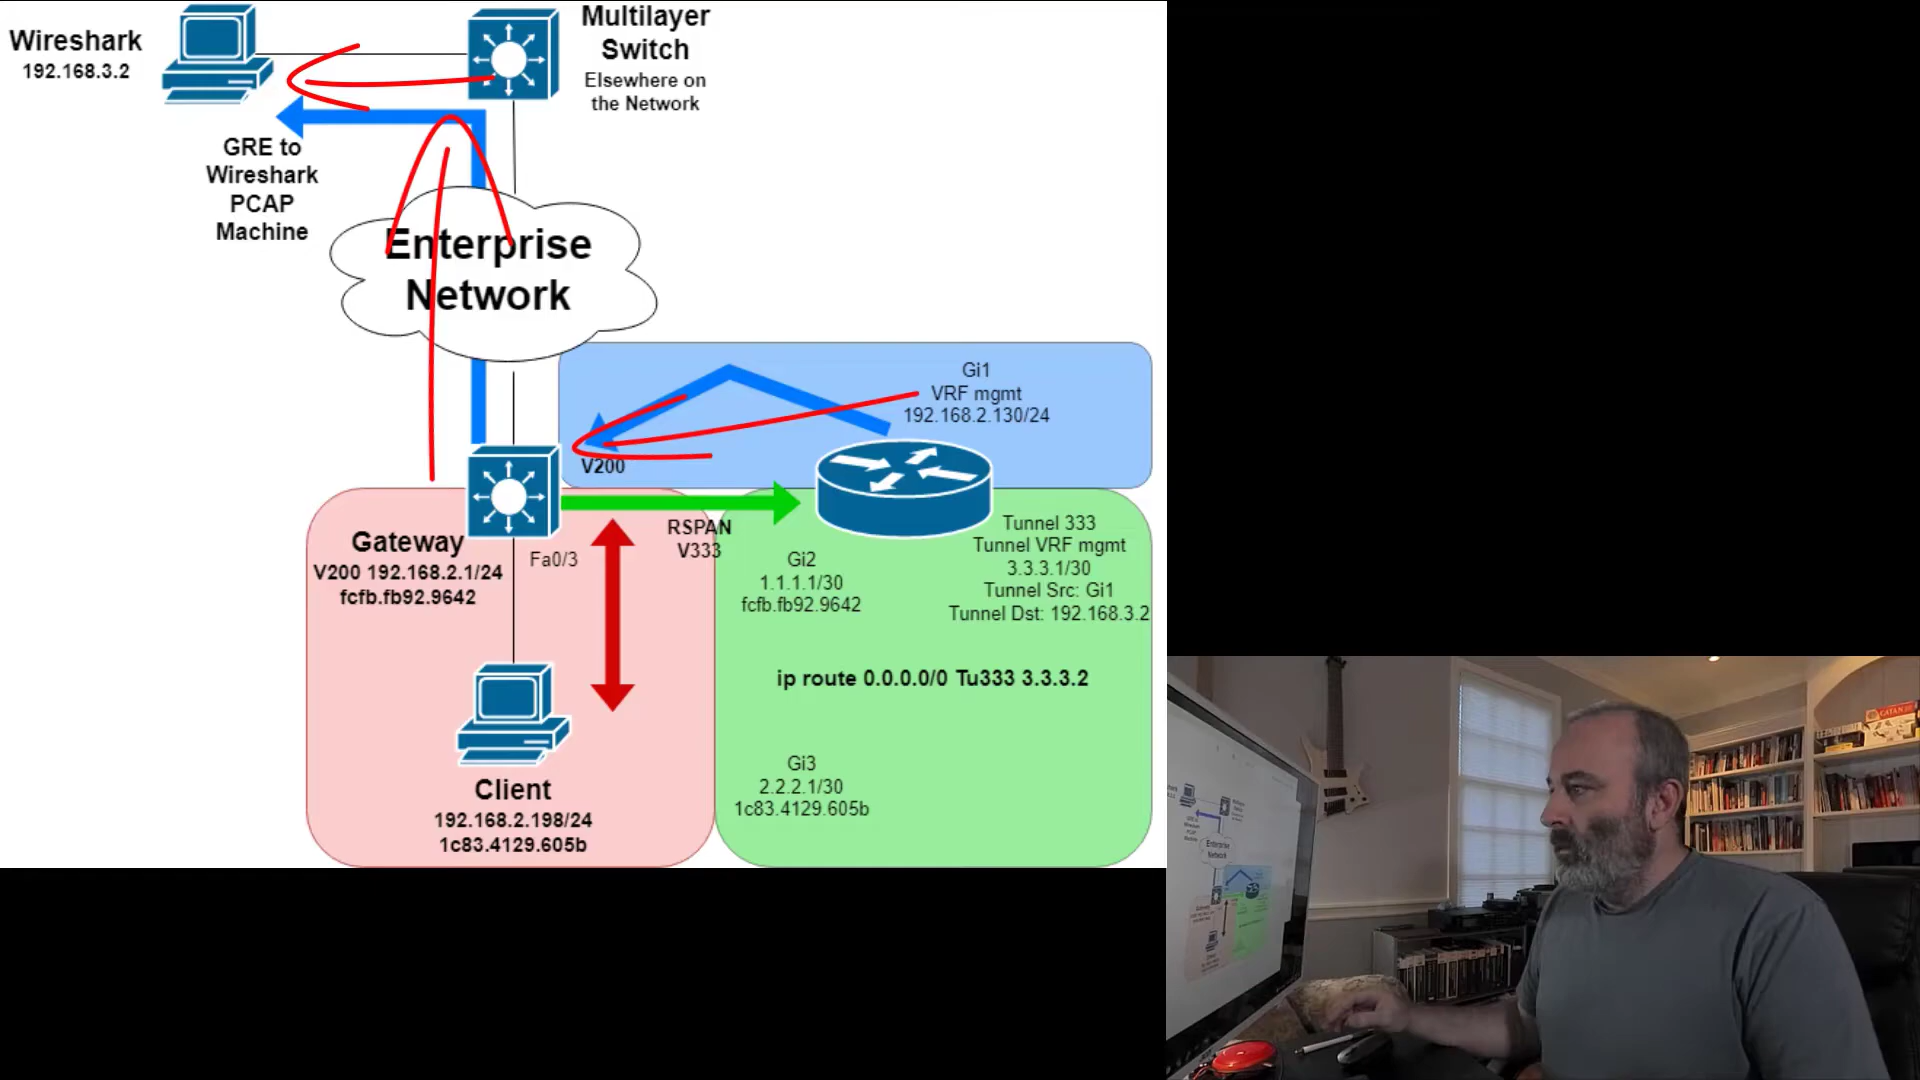 Wireshark
192.168.3.2
Multilayer
Switch
Elsewhere on
the Network
GRE to
Wireshark
PCAP
Machine
Enterprise
Network
Gi1
VRF mgmt
192.168.2.130/24
V200
RSPAN
V333
Gateway
V200 192.168.2.1/24
fcfb.fb92.9642
Fa0/3
Gi2
1.1.1.1/30
fcfb.fb92.9642
Tunnel 333
Tunnel VRF mgmt
3.3.3.1/30
Tunnel Src: Gi1
Tunnel Dst: 192.168.3.2
ip route 0.0.0.0/0 Tu333 3.3.3.2
Gi3
2.2.2.1/30
1c83.4129.605b
Client
192.168.2.198/24
1c83.4129.605b
CATAN
Enterprise
Network